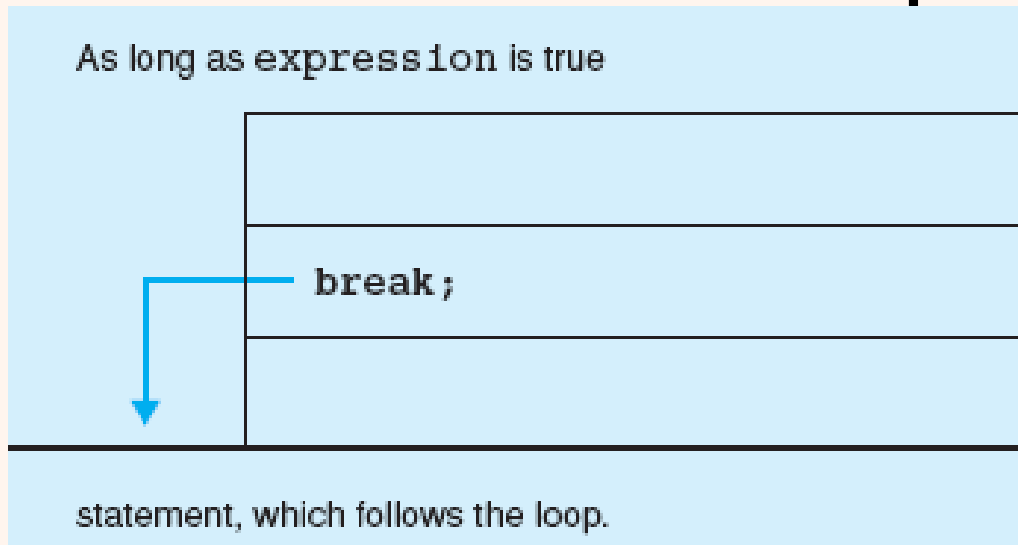 As long as expression is true
break;
statement, which follows the loop.